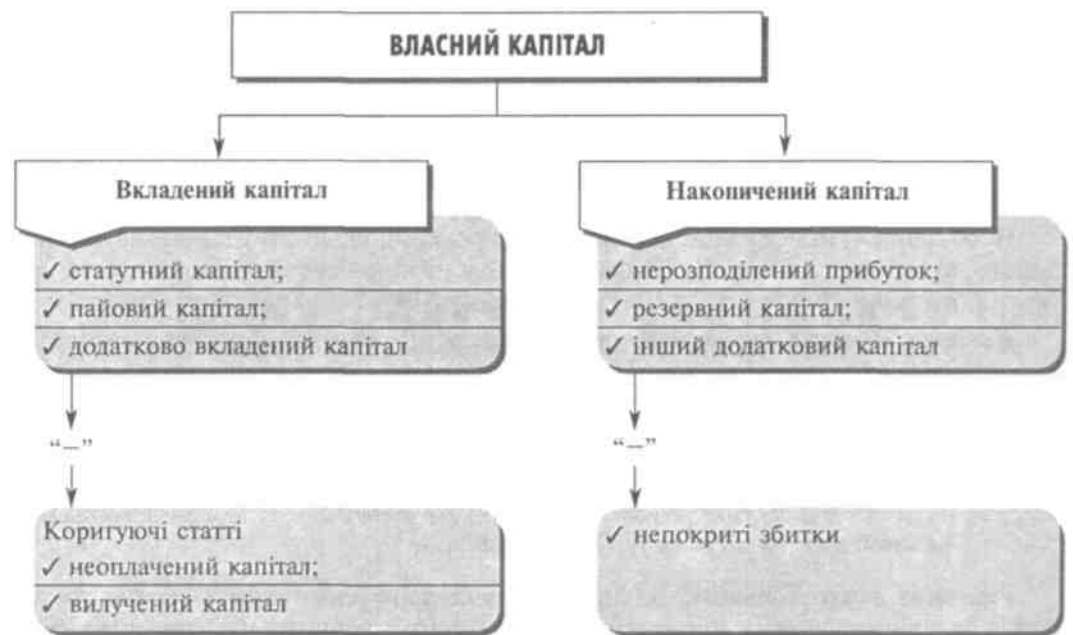 ВЛАСНИЙ КАПІТАЛ
Вкладений капітал
✓ статутний капітал;
✓ пайовий капітал;
✓ додатково вкладений капітал
“–”
Коригуючі статті
✓ неоплачений капітал;
✓ вилучений капітал
Накопичений капітал
✓ нерозподілений прибуток;
✓ резервний капітал;
✓ інший додатковий капітал
“–”
✓ непокриті збитки